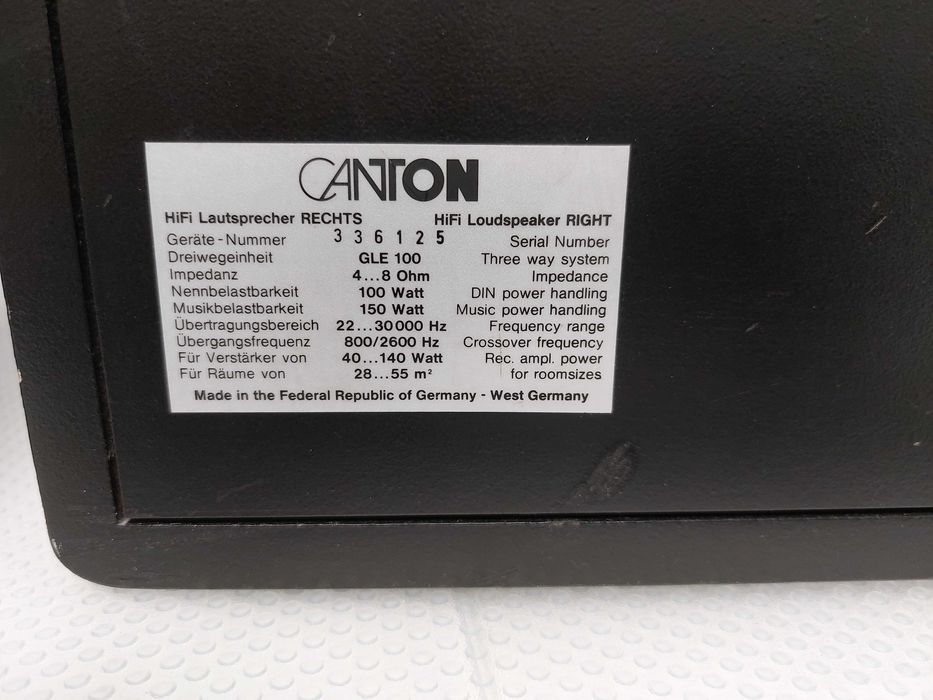 CANTON
HiFi Lautsprecher RECHTS HiFi Loudspeaker RIGHT
Geräte-Nummer 336125 Serial Number
Dreiwegeinheit GLE 100 Three way system
Impedanz 4...8 Ohm Impedance
Nennbelastbarkeit 100 Watt DIN power handling
Musikbelastbarkeit 150 Watt Music power handling
Übertragungsbereich 22...30000 Hz Frequency range
Übergangsfrequenz 800/2600 Hz Crossover frequency
Für Verstärker von 40...140 Watt Rec. ampl. power
Für Räume von 28...55 m² for roomsizes
Made in the Federal Republic of Germany - West Germany